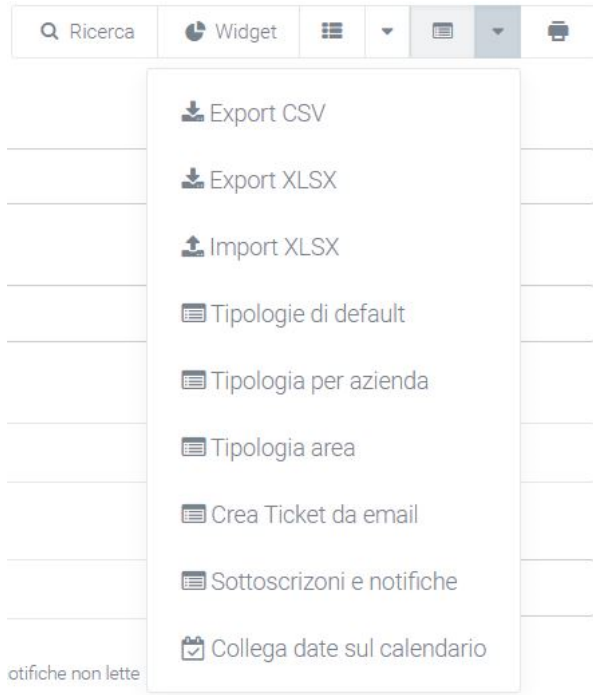 Ricerca Widget
Export CSV
Export XLSX
Import XLSX
Tipologie di default
Tipologia per azienda
Tipologia area
Crea Ticket da email
Sottoscrizoni e notifiche
Collega date sul calendario
otifiche non lette